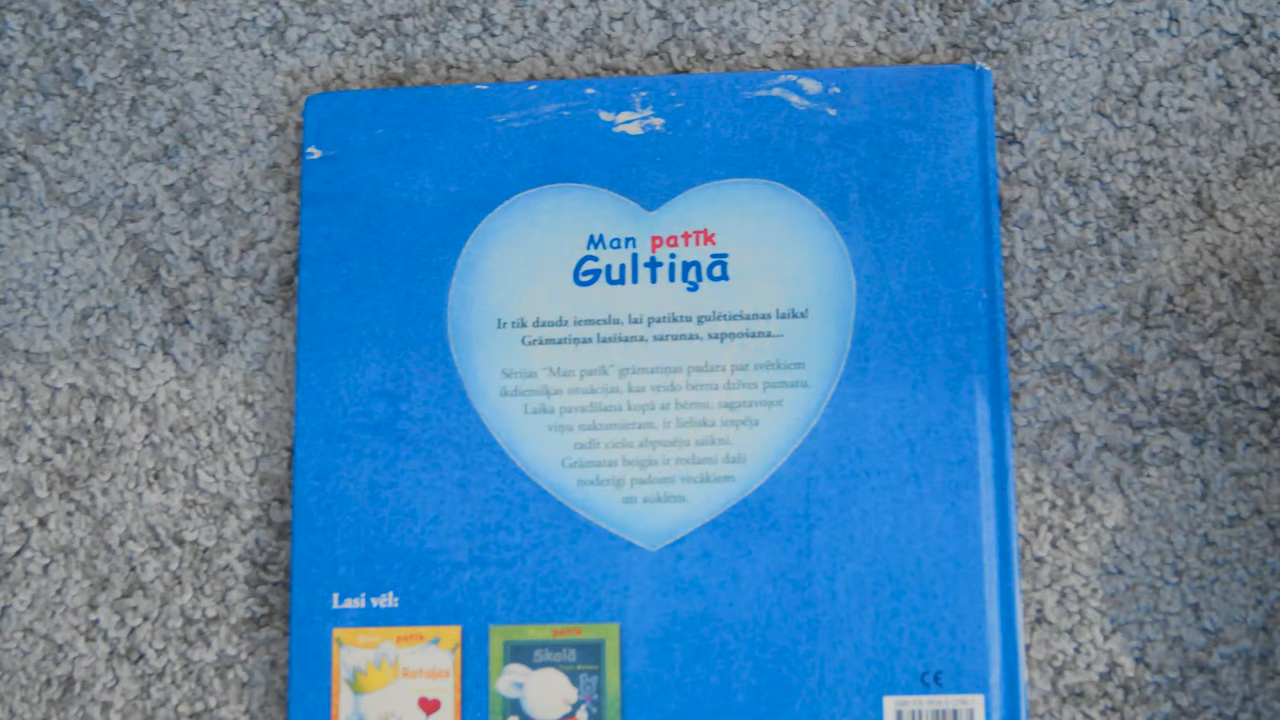 Man patīk
Gultiņā
Ir tik daudz iemeslu, lai patiktu gulētiešanas laiks!
Grāmatiņas lasīšana, sarunas, sapņošana...
Sērijas "Man patīk" grāmatiņas padara par svētkiem
ikdienišķas situācijas, kas veido bērna dzīves pamatu.
Laika pavadīšana kopā ar bērnu, sagatavojot
viņu naktsmieram, ir lieliska iespēja
radīt ciešu abpusēju saikni.
Grāmatas beigās ir rodami daži
noderīgi padomi vecākiem
un auklēm.
Lasi vēl:
patīk
Rotaļas
patīk
Skolā
CE